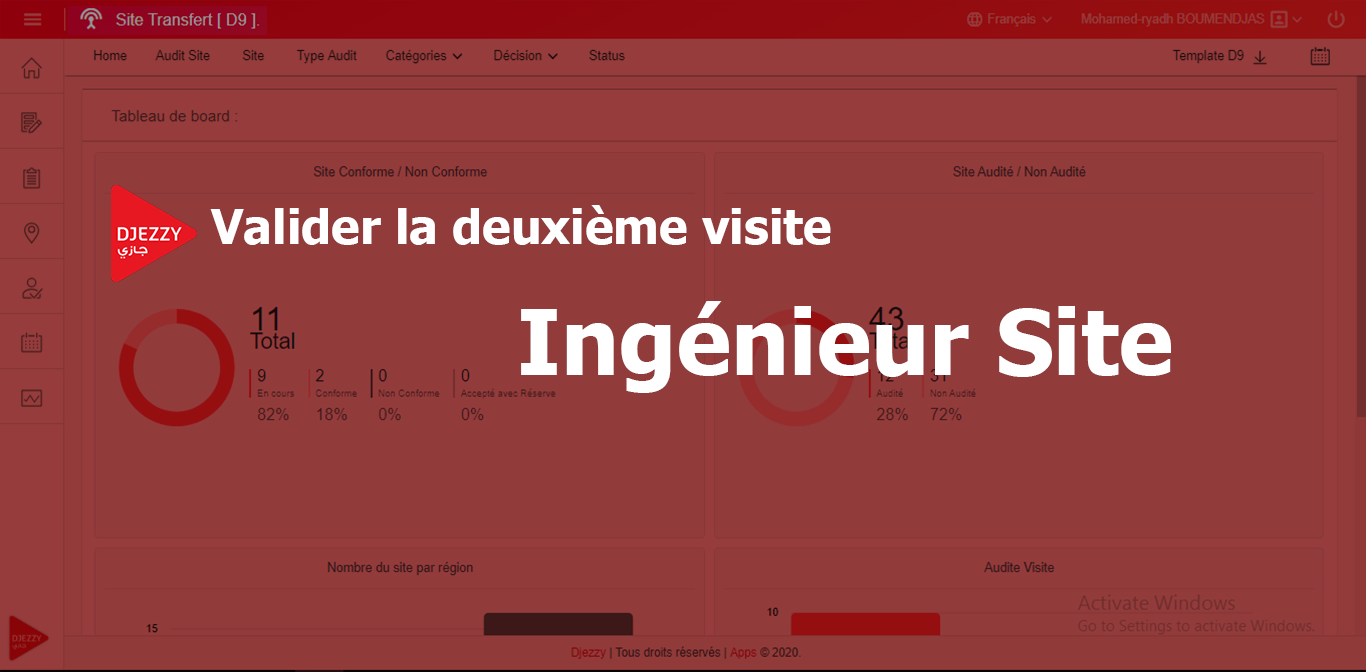 Site Transfert [ D9 ].
Français
Mohamed-ryadh BOUMENDJAS
Home Audit Site Site Type Audit Catégories Décision Status Template D9
Tableau de board :
Site Conforme / Non Conforme
Site Audité / Non Audité
DJEZZY
جازي
Valider la deuxième visite
Ingénieur Site
11
Total
9 2 0 0
En cours Conforme Non Conforme Accepté avec Réserve
82% 18% 0% 0%
43
Total
12 31
Audité Non Audité
28% 72%
Nombre du site par région
Audite Visite
15
10
Activate Windows
Go to Settings to activate Windows.
DJEZZY
جازي
Djezzy | Tous droits réservés | Apps © 2020.